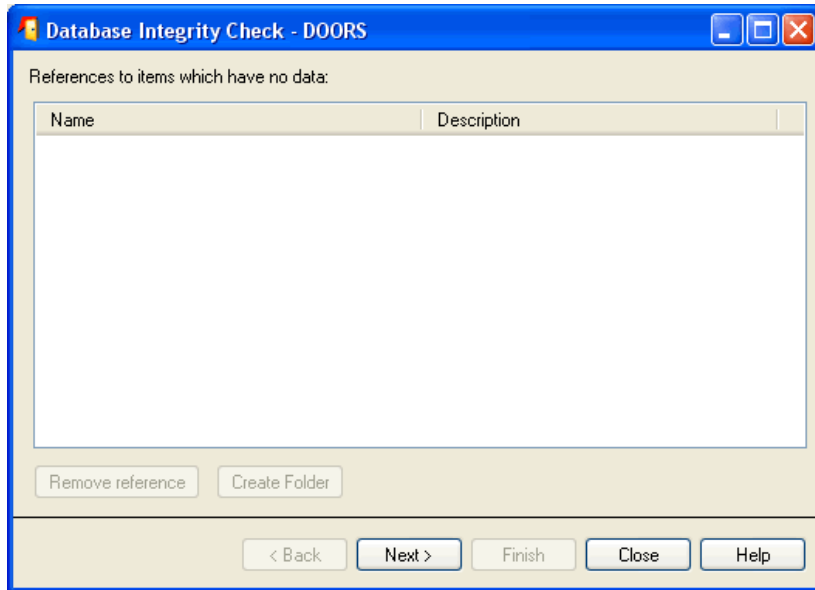 Database Integrity Check - DOORS
References to items which have no data:
Name Description
Remove reference Create Folder
< Back Next > Finish Close Help